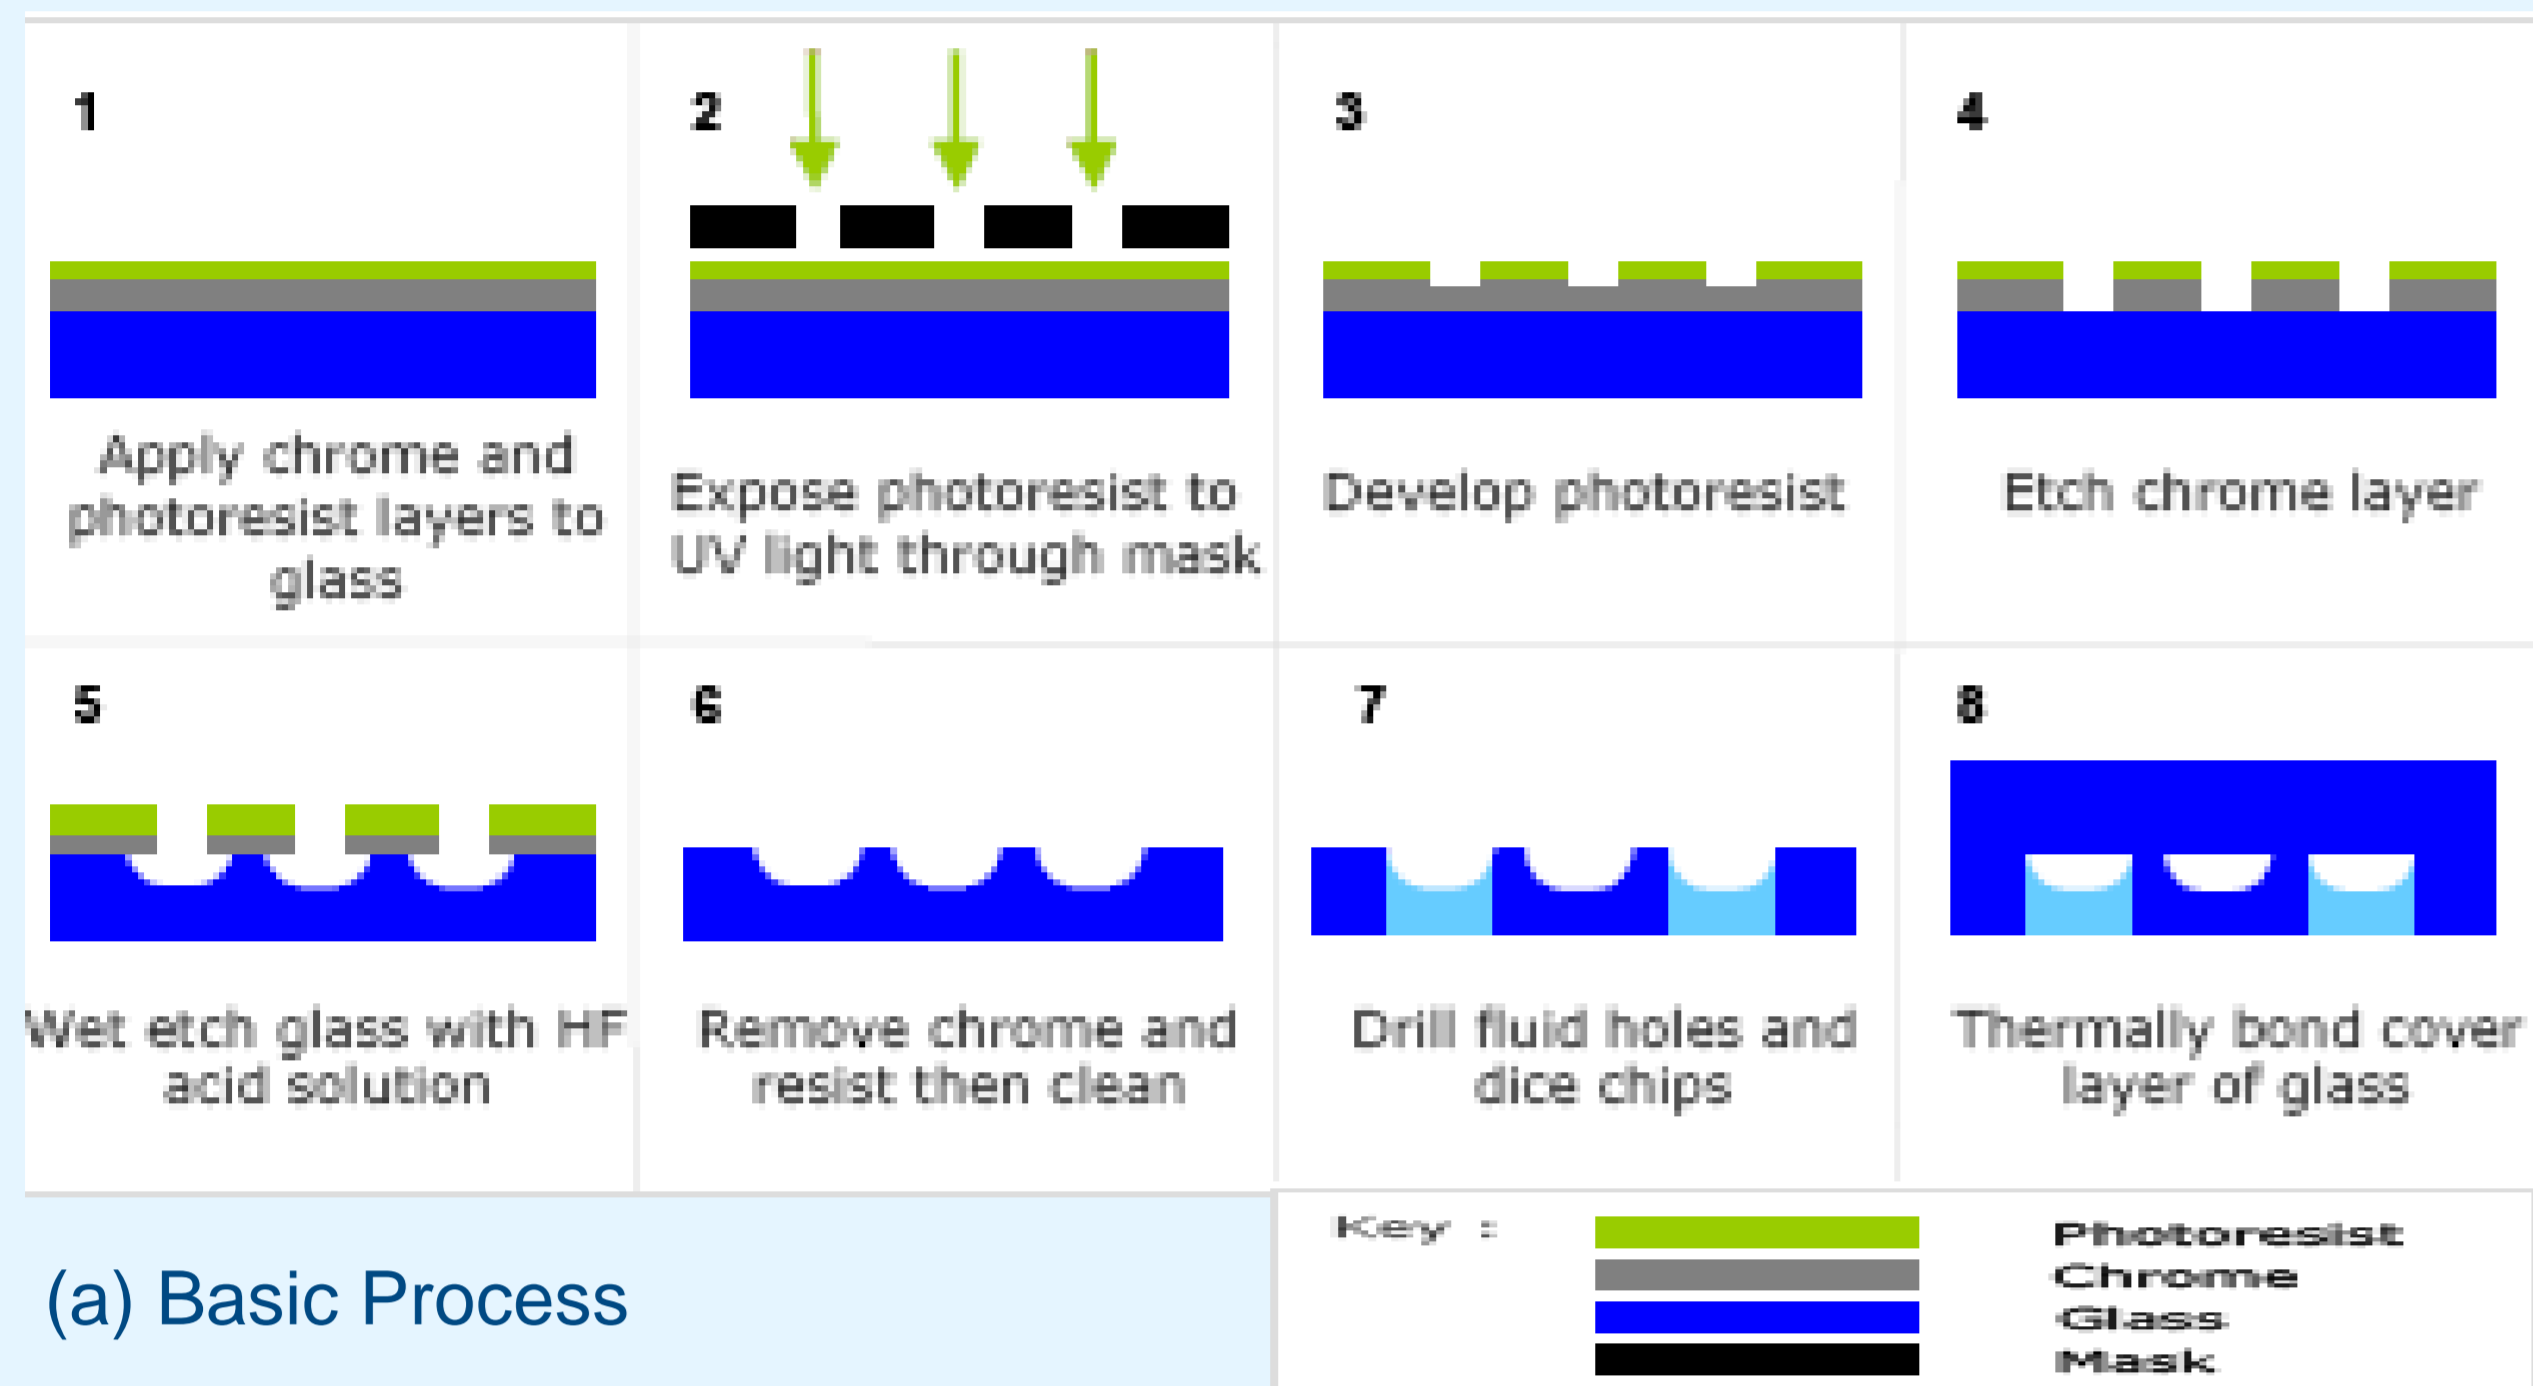 1
Apply chrome and
photoresist layers to
glass
2
Expose photoresist to
UV light through mask
3
Develop photoresist
4
Etch chrome layer
5
Wet etch glass with HF
acid solution
6
Remove chrome and
resist then clean
7
Drill fluid holes and
dice chips
8
Thermally bond cover
layer of glass
(a) Basic Process
Key :
Photoresist
Chrome
Glass
Mask